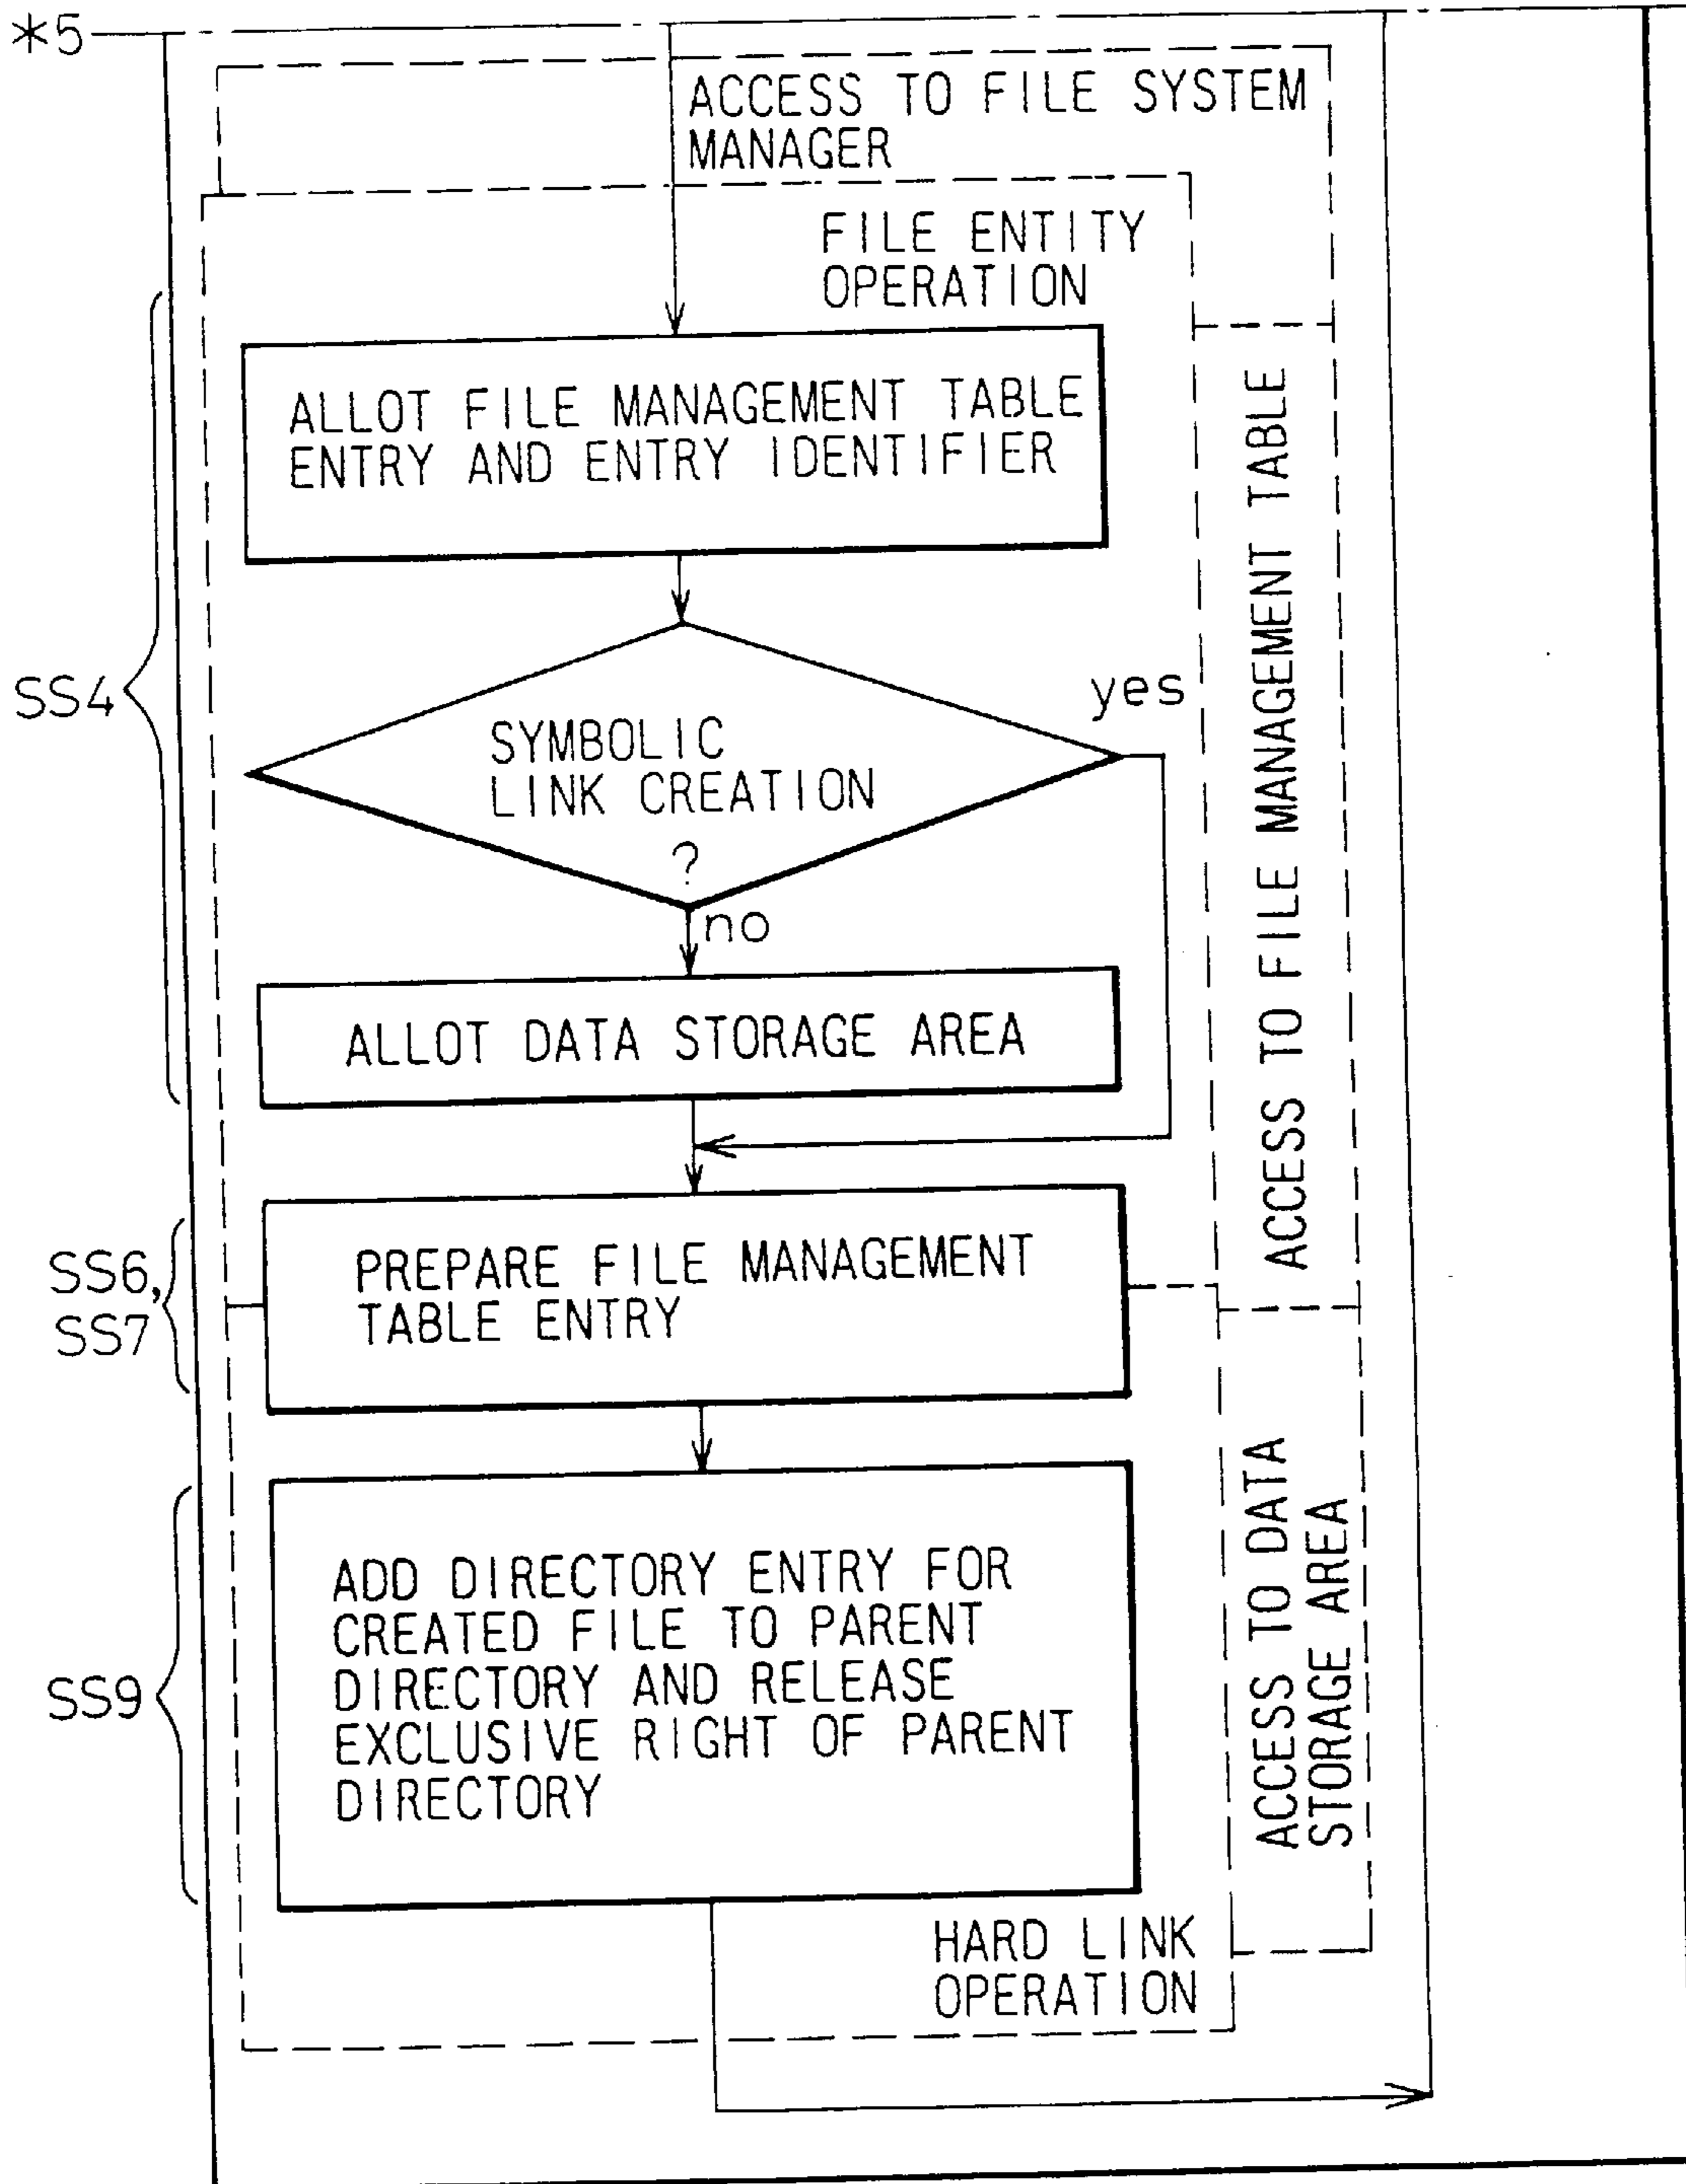 *5
ACCESS TO FILE SYSTEM
MANAGER
FILE ENTITY
OPERATION
ALLOT FILE MANAGEMENT TABLE
ENTRY AND ENTRY IDENTIFIER
SS4
yes
SYMBOLIC
LINK CREATION
?
no
ALLOT DATA STORAGE AREA
ACCESS TO FILE MANAGEMENT TABLE
SS6,
SS7
PREPARE FILE MANAGEMENT
TABLE ENTRY
SS9
ADD DIRECTORY ENTRY FOR
CREATED FILE TO PARENT
DIRECTORY AND RELEASE
EXCLUSIVE RIGHT OF PARENT
DIRECTORY
ACCESS TO DATA
STORAGE AREA
HARD LINK
OPERATION